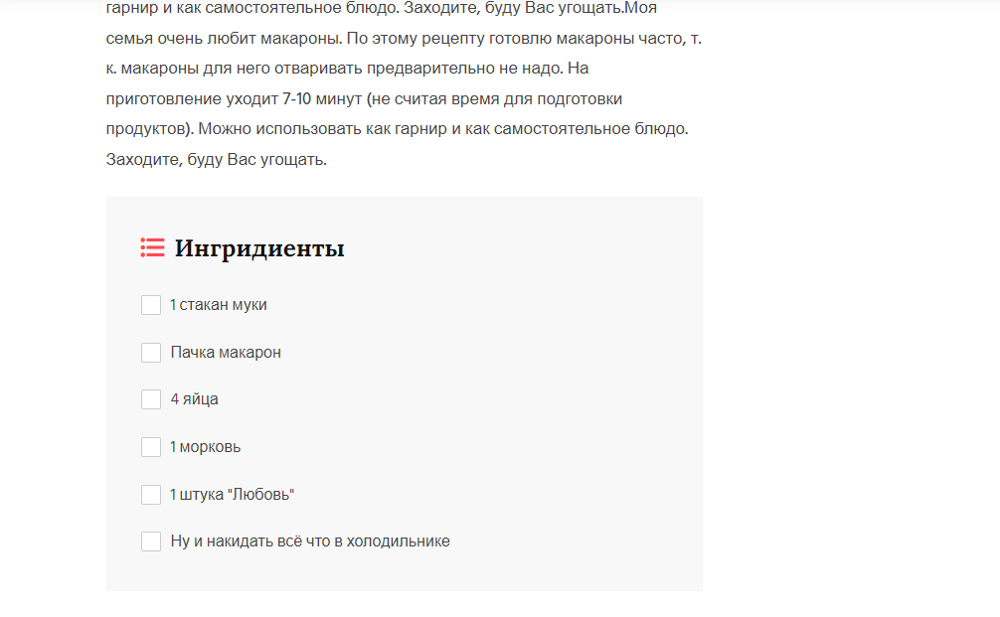 гарнир и как самостоятельное блюдо. Заходите, буду Вас угощать.Моя
семья очень любит макароны. По этому рецепту готовлю макароны часто, т.
к. макароны для него отваривать предварительно не надо. На
приготовление уходит 7-10 минут (не считая время для подготовки
продуктов). Можно использовать как гарнир и как самостоятельное блюдо.
Заходите, буду Вас угощать.
Ингридиенты
1 стакан муки
Пачка макарон
4 яйца
1 морковь
1 штука "Любовь"
Ну и накидать всё что в холодильнике